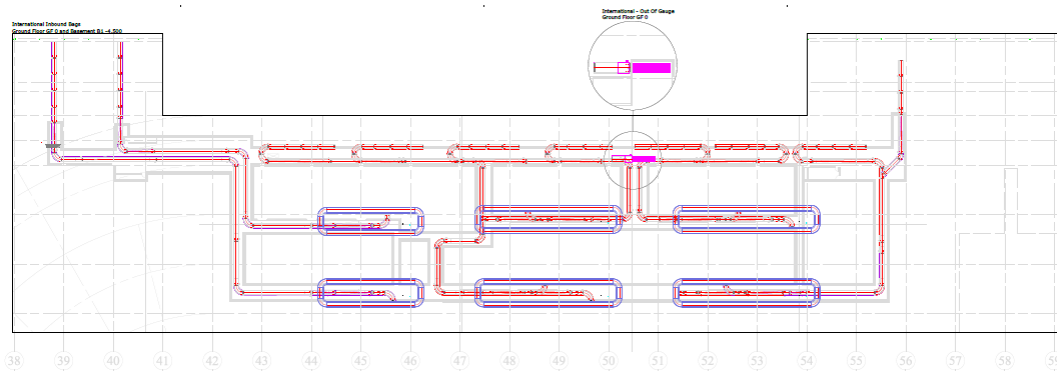 International - Out Of Gauge
Ground Floor GF 0
International Inbound Bags
Ground Floor GF 0 and Basement B1 -4.500
38 39 40 41 42 43 44 45 46 47 48 49 50 51 52 53 54 55 56 57 58 59